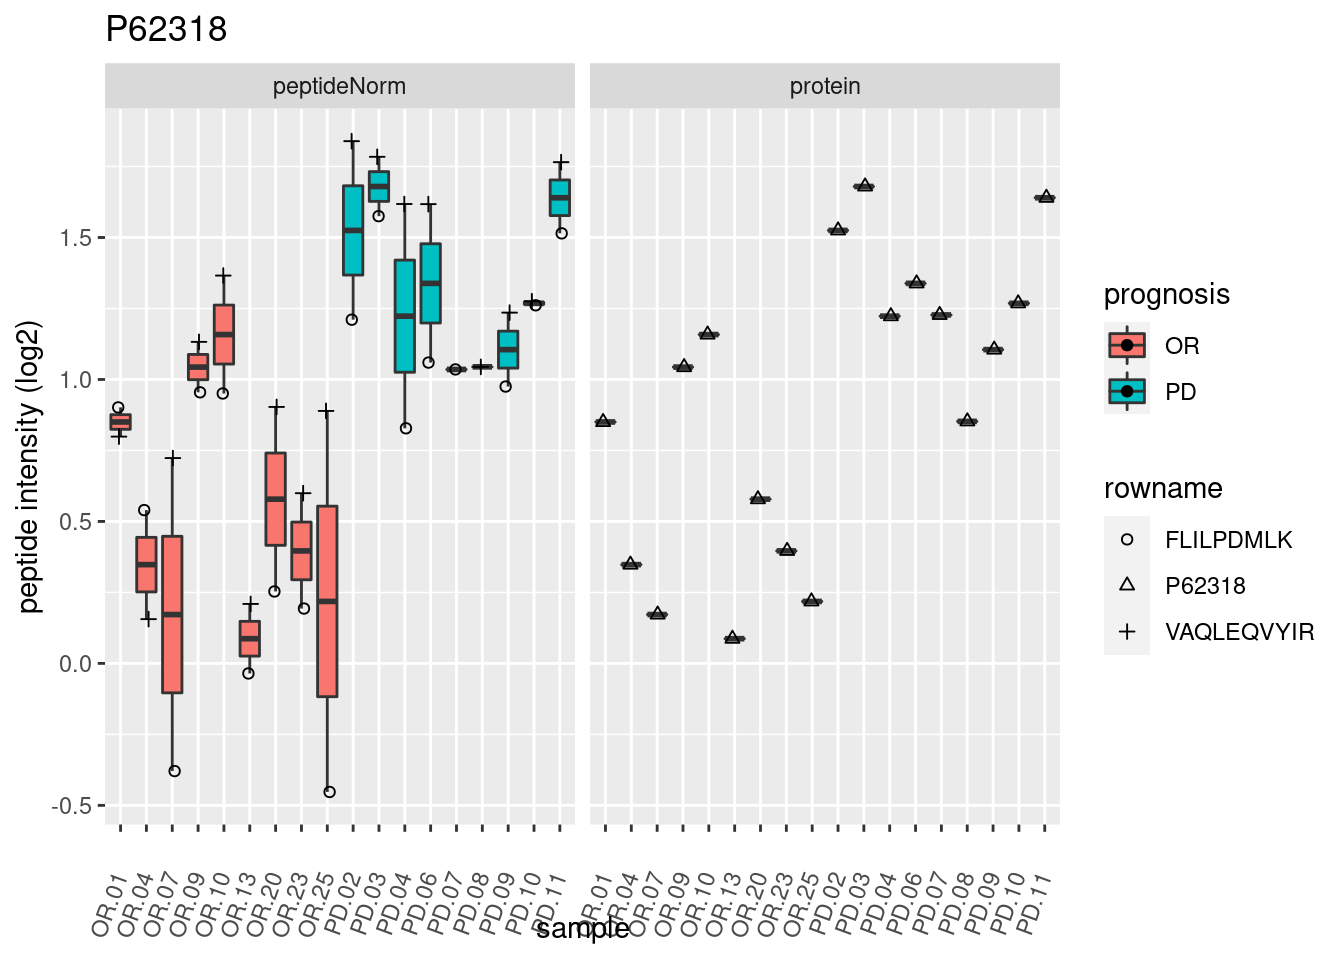 P62318
peptideNorm
protein
peptide intensity (log2)
1.5
1.0
0.5
0.0
-0.5
OR.01
OR.04
OR.07
OR.09
OR.10
OR.13
OR.20
OR.23
OR.25
PD.02
PD.03
PD.04
PD.06
PD.07
PD.08
PD.09
PD.10
PD.11
OR.01
OR.04
OR.07
OR.09
OR.10
OR.13
OR.20
OR.23
OR.25
PD.02
PD.03
PD.04
PD.06
PD.07
PD.08
PD.09
PD.10
PD.11
sample
prognosis
OR
PD
rowname
FLILPDMLK
P62318
VAQLEQVYIR